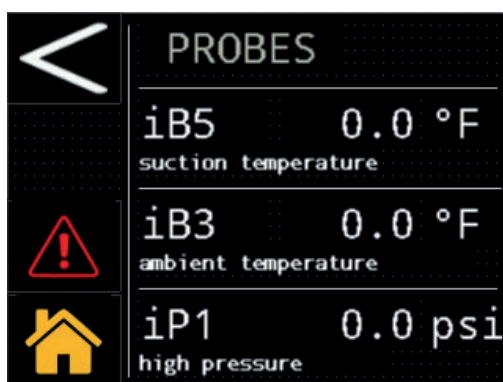 PROBES
iB5 0.0 °F
suction temperature
iB3 0.0 °F
ambient temperature
iP1 0.0 psi
high pressure